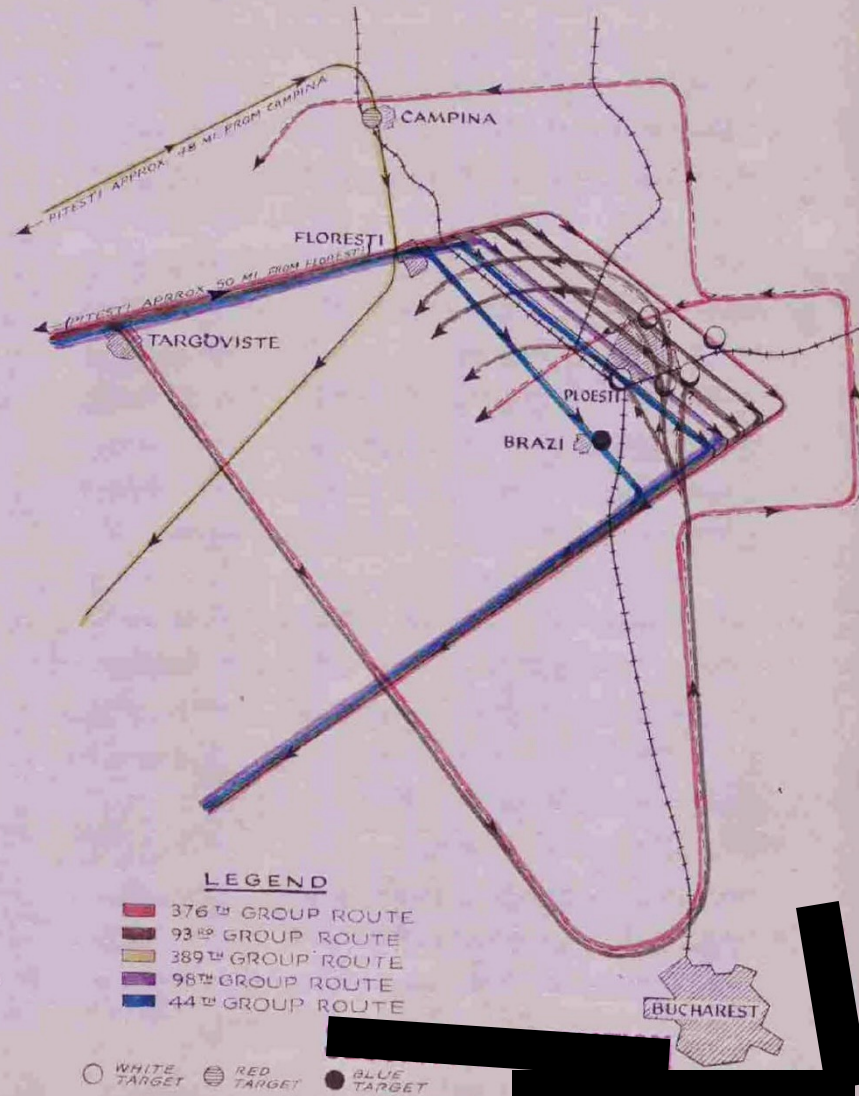 PITESTI APPROX. 48 MI. FROM CAMPINA
CAMPINA
FLORESTI
PITESTI APRROX. 50 MI. FROM FLORESTI
TARGOVISTE
PLOESTI
BRAZI
?
?
LEGEND
376TH GROUP ROUTE
93RD GROUP ROUTE
389TH GROUP ROUTE
98TH GROUP ROUTE
44TH GROUP ROUTE
BUCHAREST
WHITE
TARGET
RED
TARGET
BLUE
TARGET